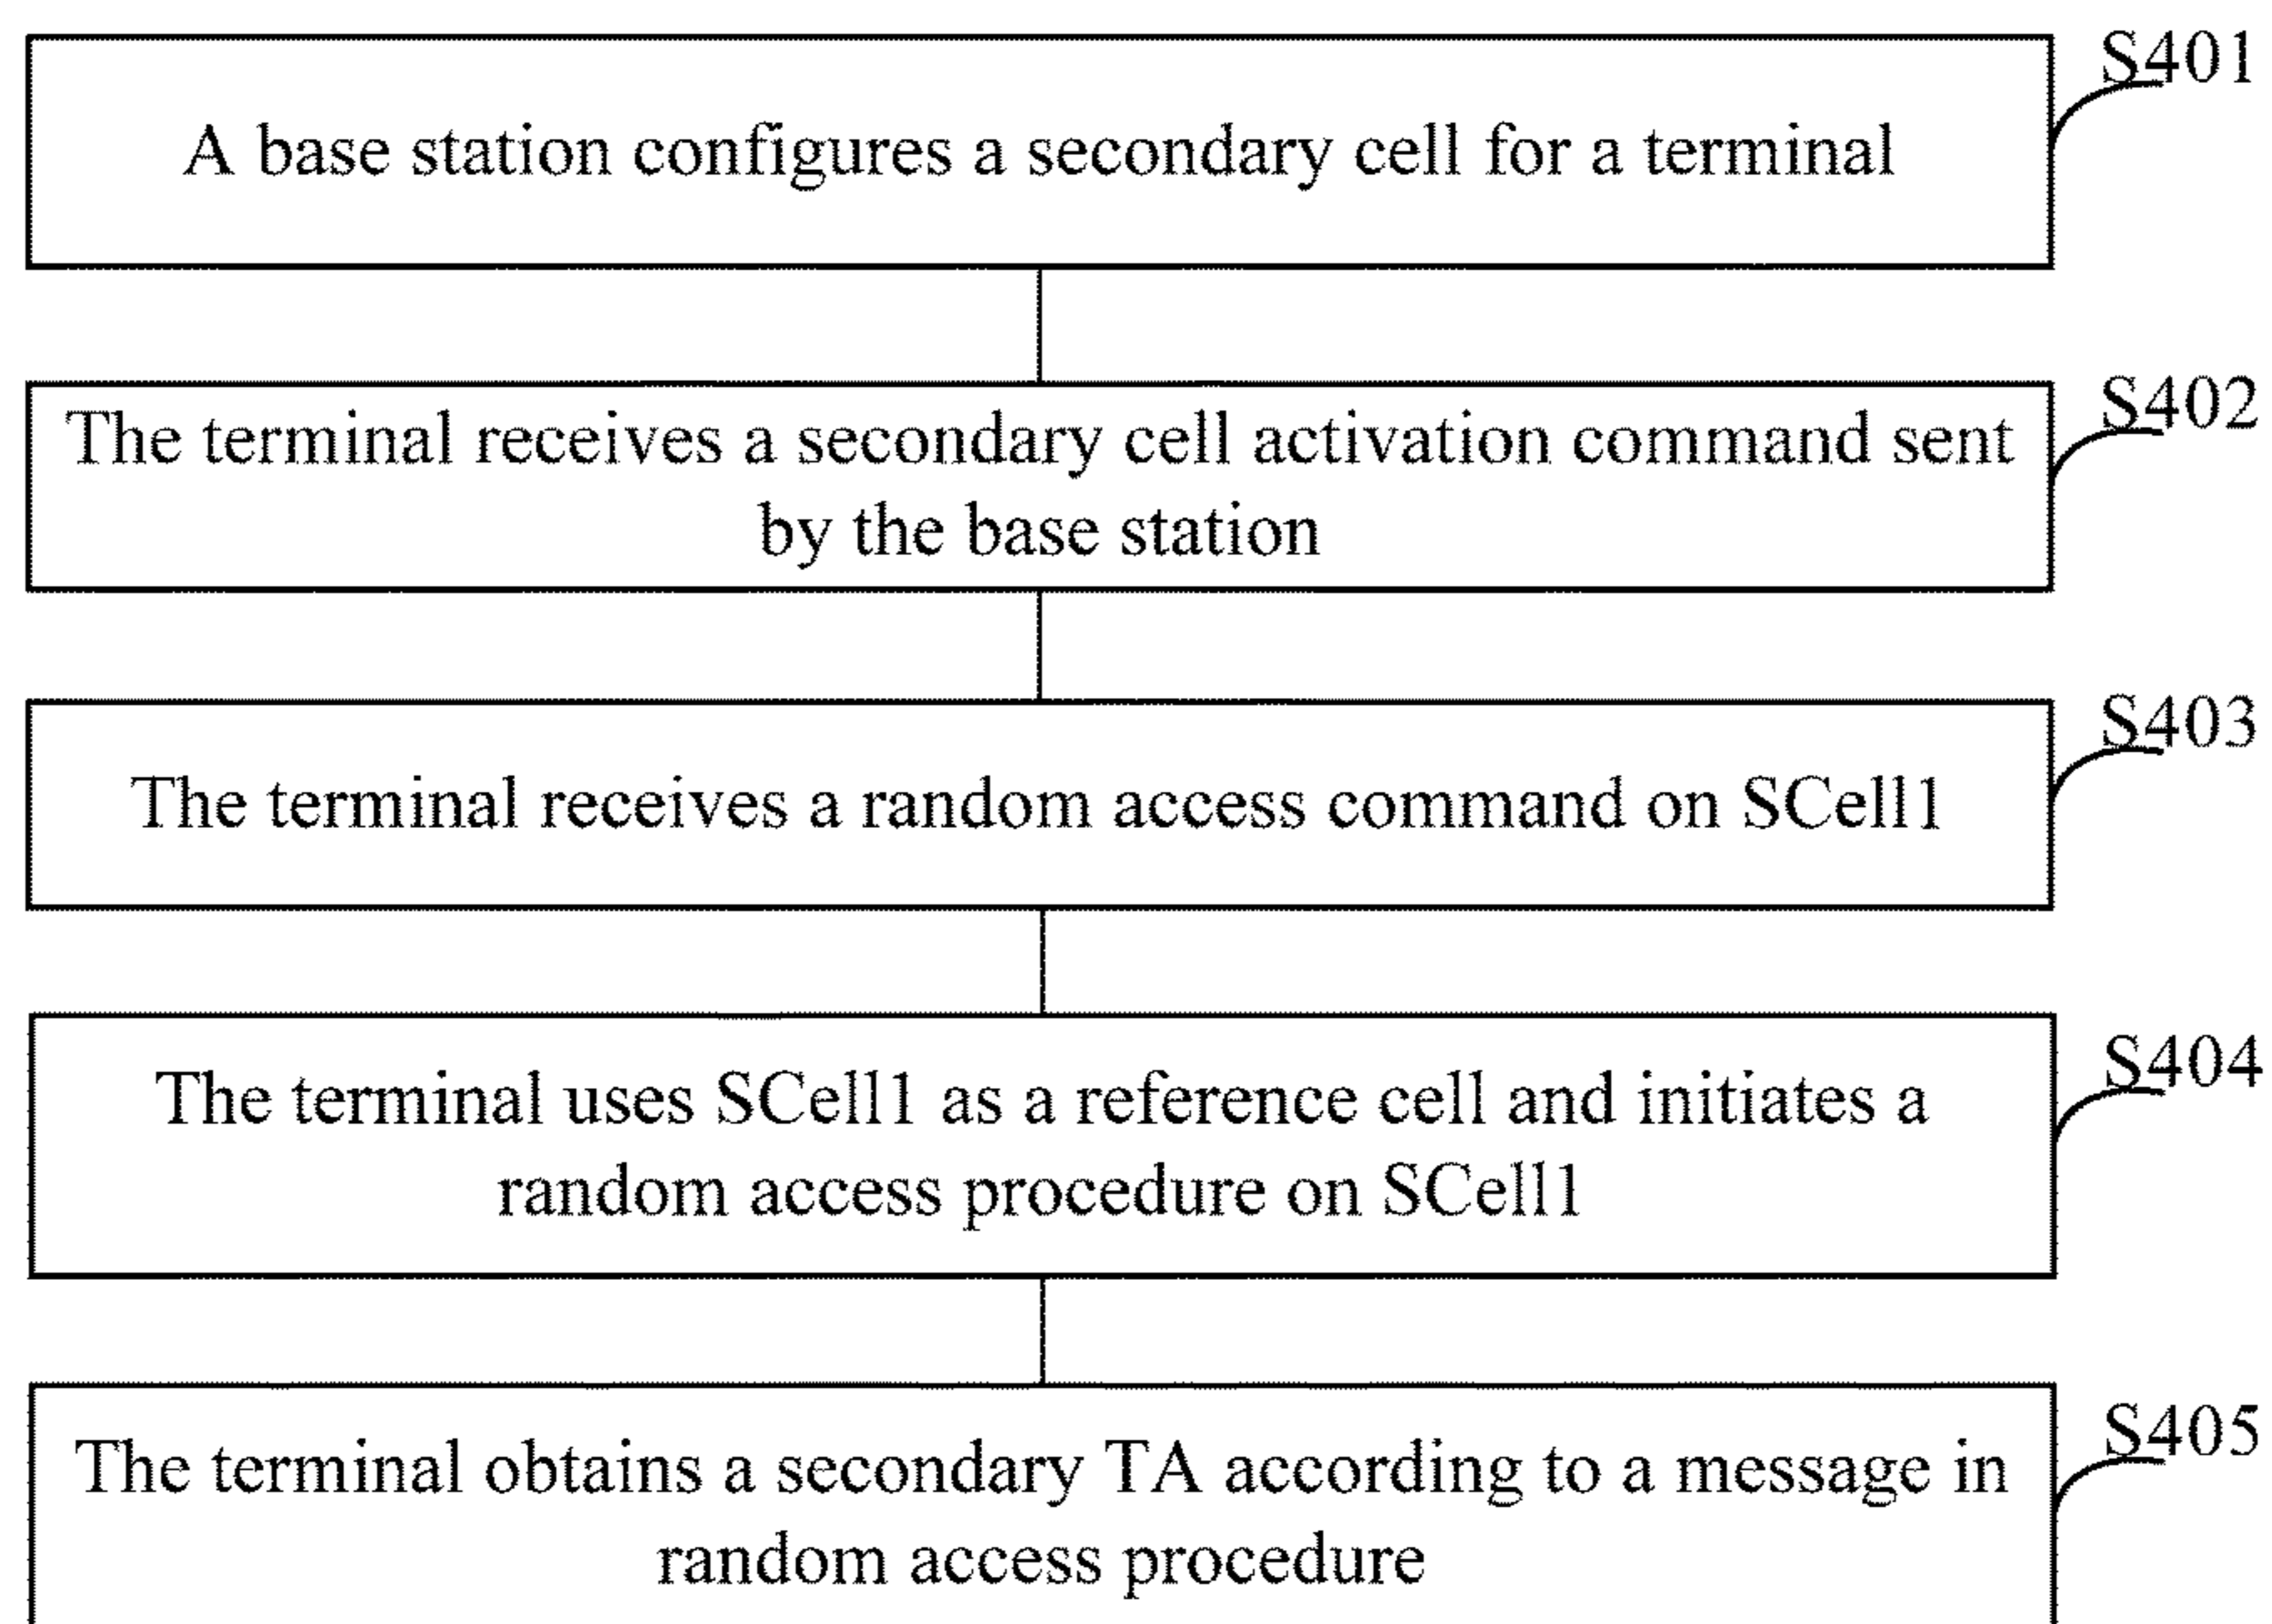 S401
A base station configures a secondary cell for a terminal
S402
The terminal receives a secondary cell activation command sent
by the base station
S403
The terminal receives a random access command on SCell1
S404
The terminal uses SCell1 as a reference cell and initiates a
random access procedure on SCell1
S405
The terminal obtains a secondary TA according to a message in
random access procedure